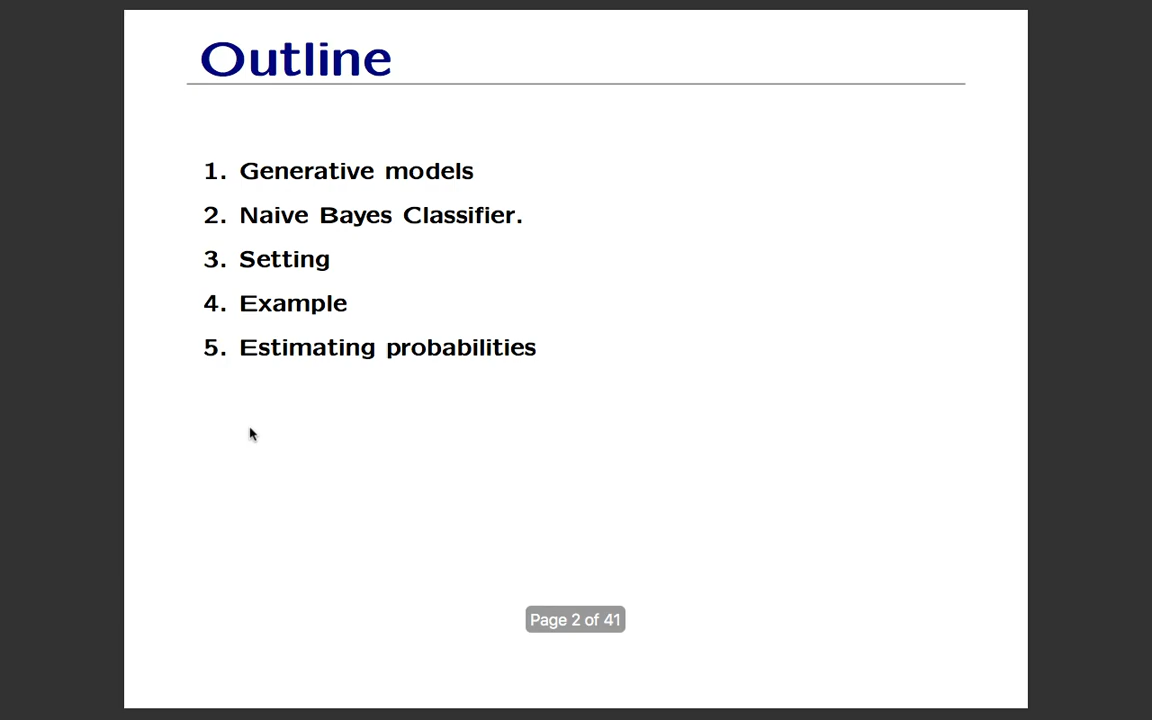 Outline
1. Generative models
2. Naive Bayes Classifier.
3. Setting
4. Example
5. Estimating probabilities
Page 2 of 41